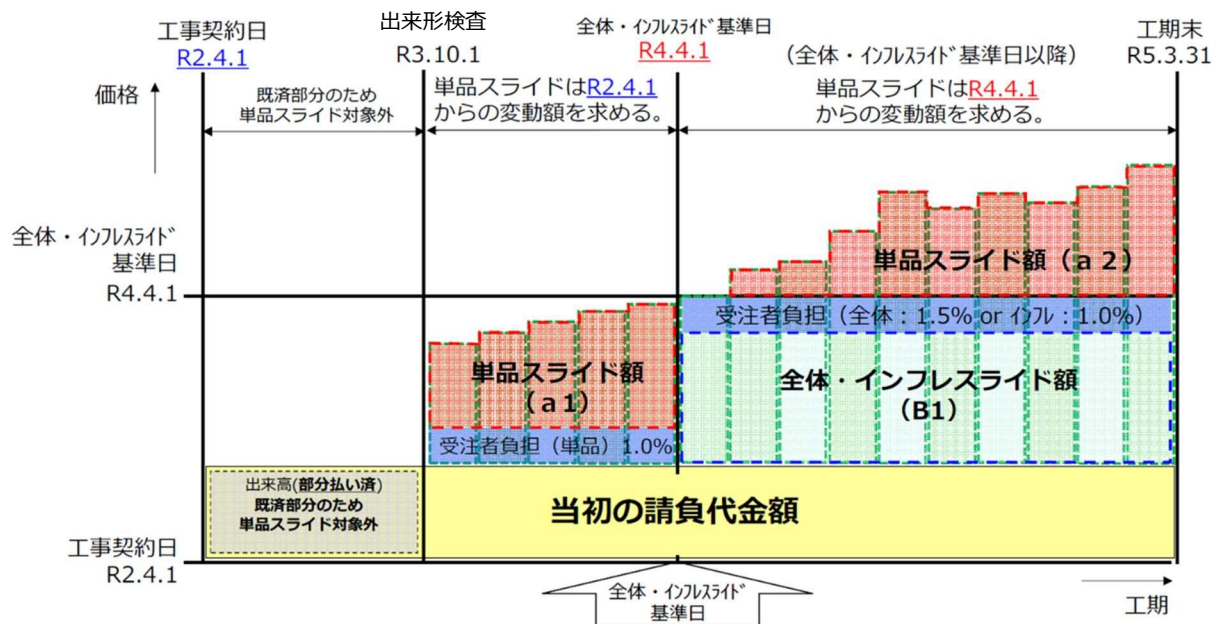 工事契約日
R2.4.1
出来形検査
R3.10.1
全体・ｲﾝﾌﾚｽﾗｲﾄﾞ基準日
R4.4.1
(全体・ｲﾝﾌﾚｽﾗｲﾄﾞ基準日以降)
工期末
R5.3.31
価格
既済部分のため
単品スライド対象外
単品スライドはR2.4.1
からの変動額を求める。
単品スライドはR4.4.1
からの変動額を求める。
全体・ｲﾝﾌﾚｽﾗｲﾄﾞ
基準日
R4.4.1
単品スライド額（ａ２）
受注者負担（全体：1.5% or ｲﾝﾌﾚ：1.0%）
単品スライド額
（ａ1）
全体・インフレスライド額
（B1）
受注者負担（単品）1.0%
出来高(部分払い済)
既済部分のため
単品スライド対象外
当初の請負代金額
工事契約日
R2.4.1
全体・ｲﾝﾌﾚｽﾗｲﾄﾞ
基準日
工期